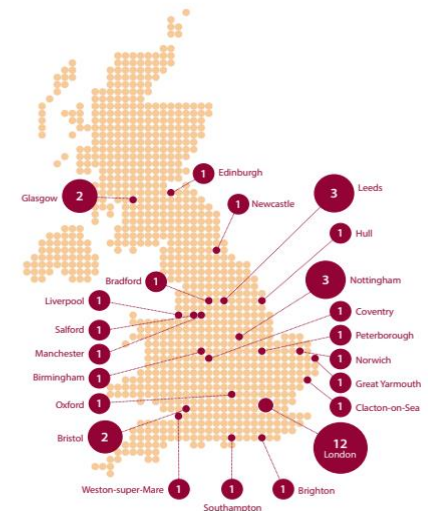 1 Edinburgh
Glasgow 2
1 Newcastle
3 Leeds
1 Hull
Bradford 1
3 Nottingham
Liverpool 1
1 Coventry
Salford 1
1 Peterborough
Manchester 1
1 Norwich
Birmingham 1
1 Great Yarmouth
Oxford 1
1 Clacton-on-Sea
Bristol 2
12
London
Weston-super-Mare 1
1
Southampton
1 Brighton